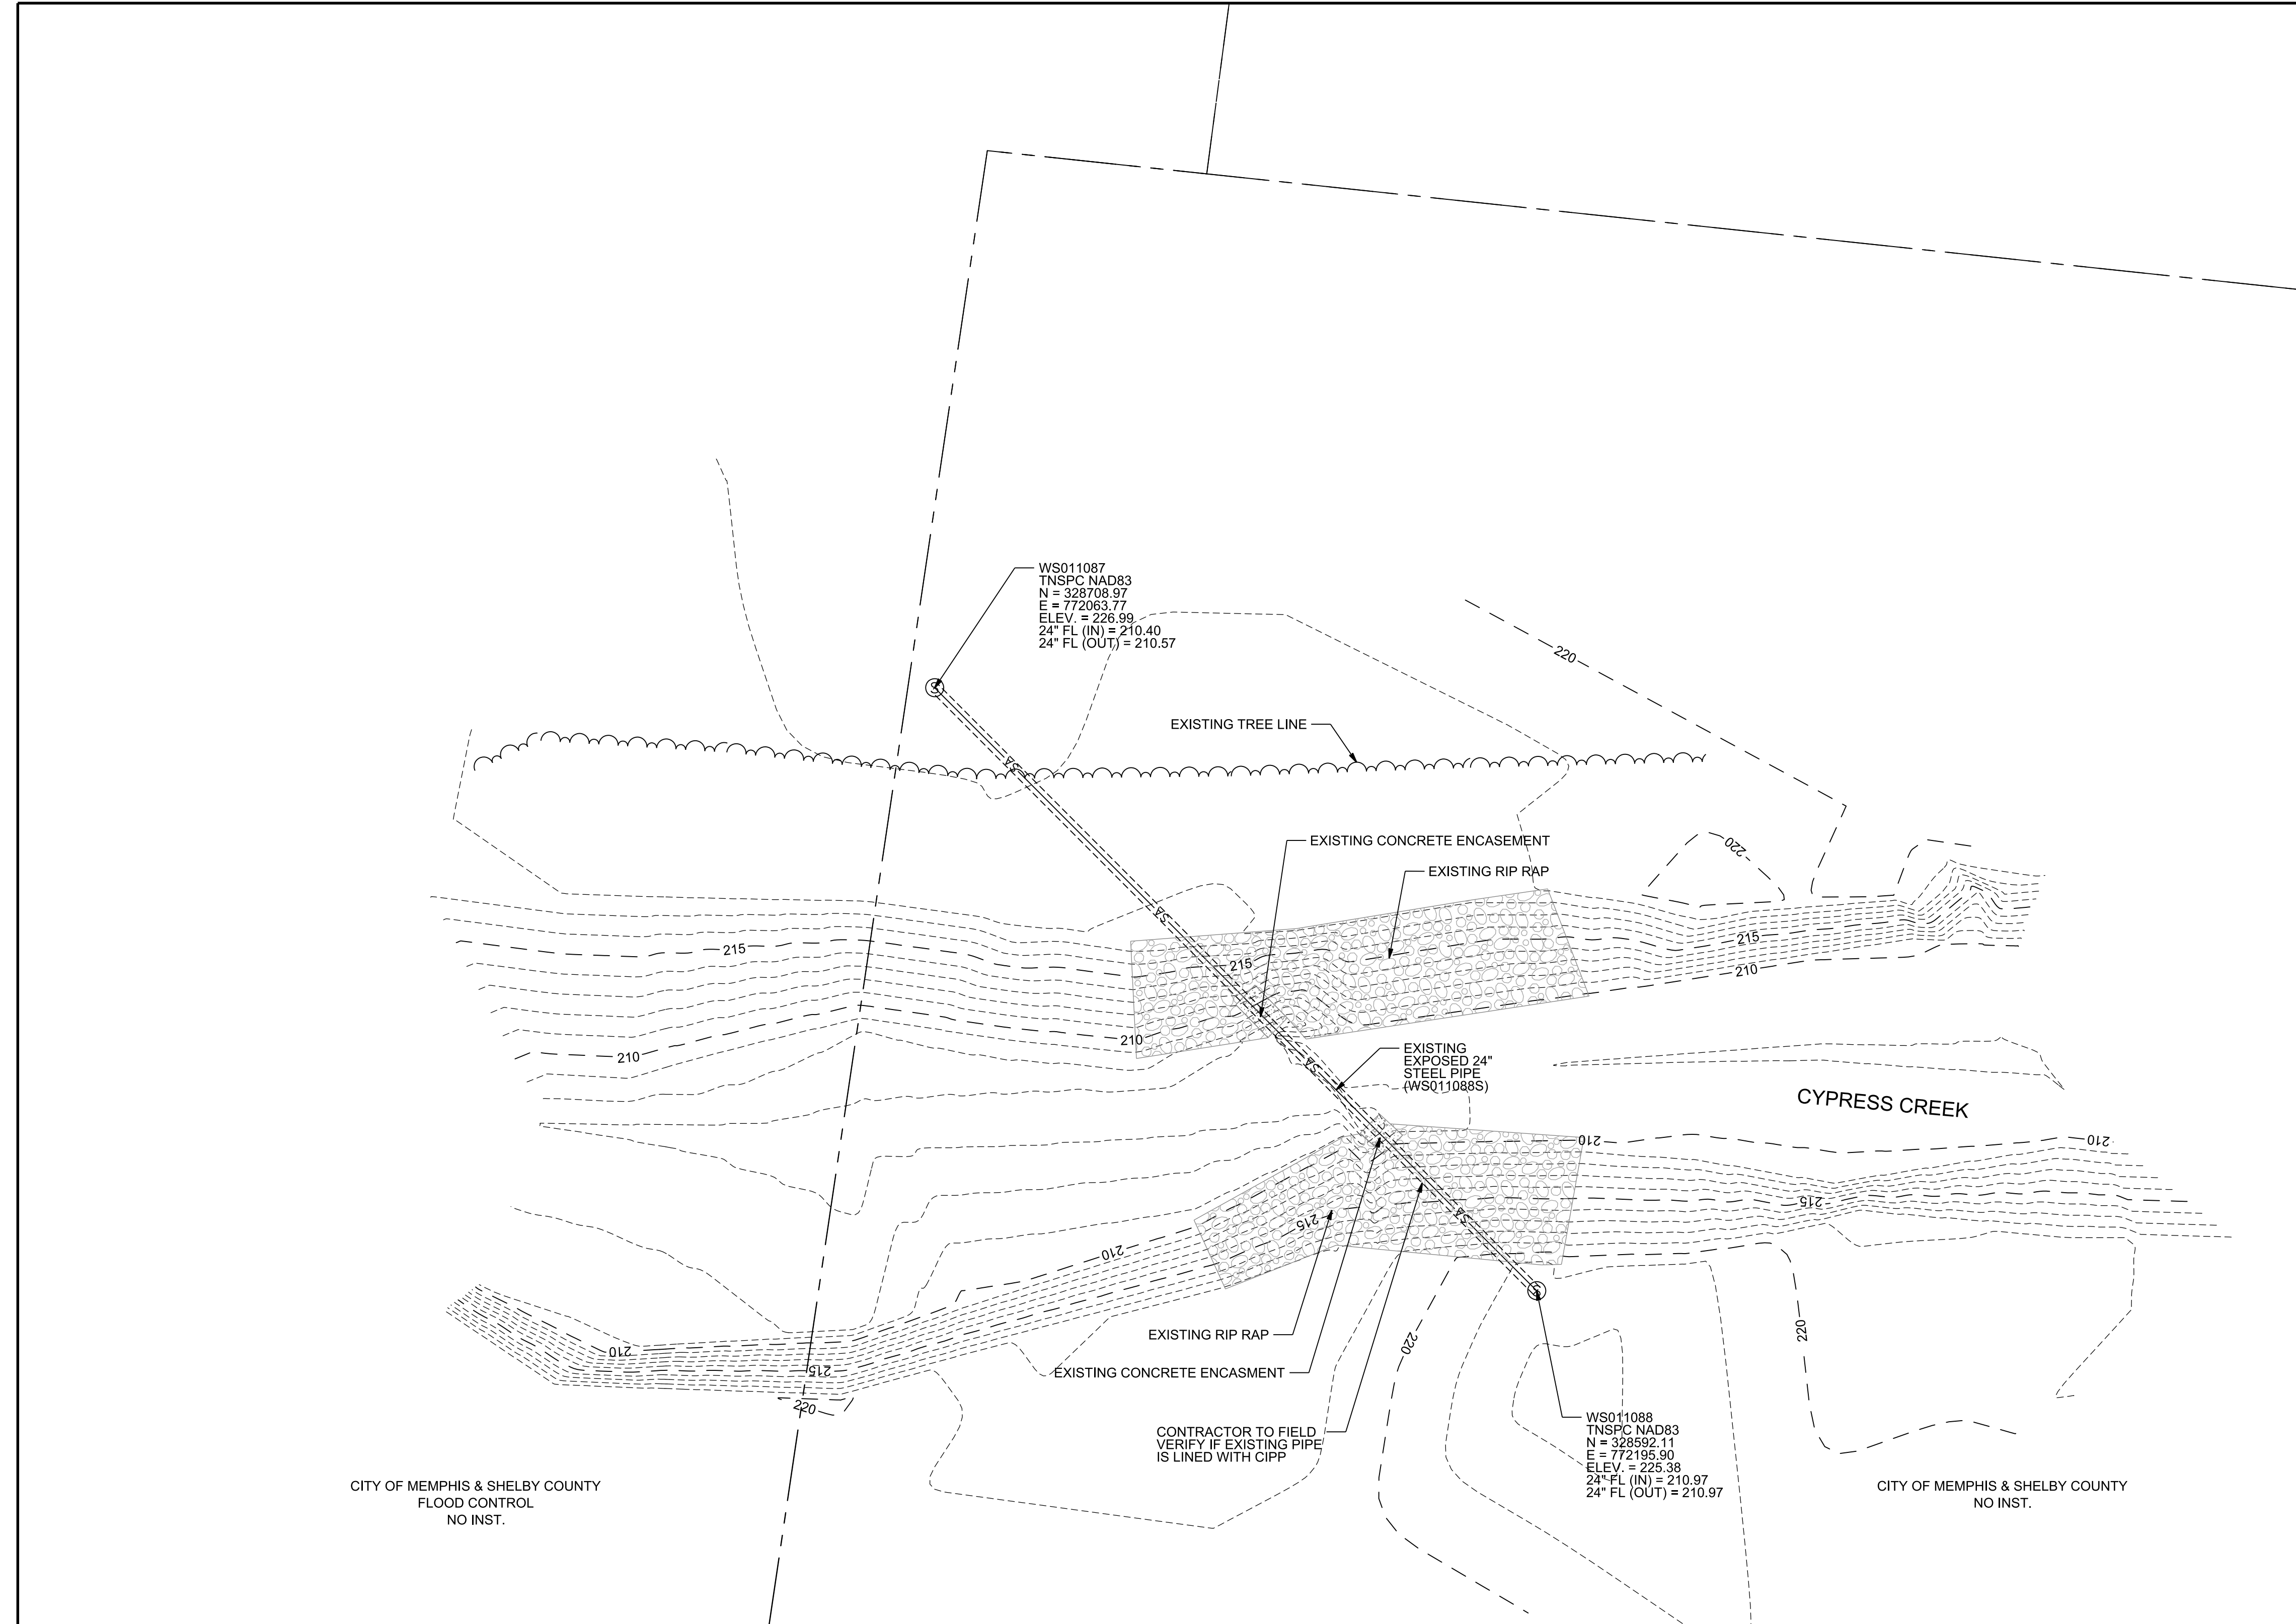 WS011087
TNSPC NAD83
N = 328708.97
E = 772063.77
ELEV. = 226.99
24" FL (IN) = 210.40
24" FL (OUT) = 210.57
220
S
EXISTING TREE LINE
SA
EXISTING CONCRETE ENCASEMENT
220
EXISTING RIP RAP
SA
215
215
215
210
210
210
EXISTING
EXPOSED 24"
STEEL PIPE
(WS011088S)
SA
CYPRESS CREEK
210
210
215
215
SA
210
S
EXISTING RIP RAP
220
220
210
215
EXISTING CONCRETE ENCASMENT
220
CONTRACTOR TO FIELD
VERIFY IF EXISTING PIPE
IS LINED WITH CIPP
WS011088
TNSPC NAD83
N = 328592.11
E = 772195.90
ELEV. = 225.38
24" FL (IN) = 210.97
24" FL (OUT) = 210.97
CITY OF MEMPHIS & SHELBY COUNTY
FLOOD CONTROL
NO INST.
CITY OF MEMPHIS & SHELBY COUNTY
NO INST.